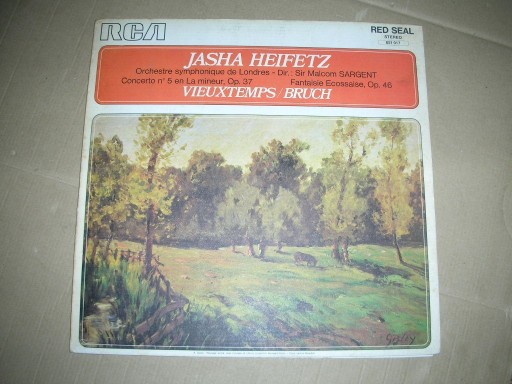 RCA
RED SEAL
STEREO
JASHA HEIFETZ
Orchestre symphonique de Londres - Dir.: Sir Malcom SARGENT
Concerto n° 5 en La mineur, Op. 37 Fantaisie Ecossaise, Op. 46
VIEUXTEMPS / BRUCH